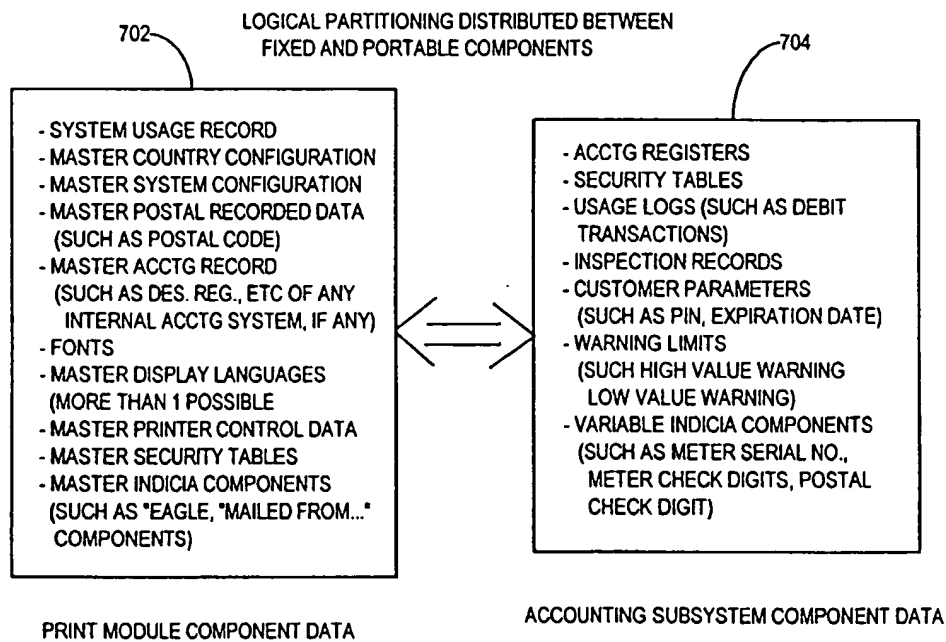 LOGICAL PARTITIONING DISTRIBUTED BETWEEN
FIXED AND PORTABLE COMPONENTS
702
- SYSTEM USAGE RECORD
- MASTER COUNTRY CONFIGURATION
- MASTER SYSTEM CONFIGURATION
- MASTER POSTAL RECORDED DATA
(SUCH AS POSTAL CODE)
- MASTER ACCTG RECORD
(SUCH AS DES. REG., ETC OF ANY
INTERNAL ACCTG SYSTEM, IF ANY)
- FONTS
- MASTER DISPLAY LANGUAGES
(MORE THAN 1 POSSIBLE
- MASTER PRINTER CONTROL DATA
- MASTER SECURITY TABLES
- MASTER INDICIA COMPONENTS
(SUCH AS "EAGLE, "MAILED FROM..."
COMPONENTS)
PRINT MODULE COMPONENT DATA
704
- ACCTG REGISTERS
- SECURITY TABLES
- USAGE LOGS (SUCH AS DEBIT
TRANSACTIONS)
- INSPECTION RECORDS
- CUSTOMER PARAMETERS
(SUCH AS PIN, EXPIRATION DATE)
- WARNING LIMITS
(SUCH HIGH VALUE WARNING
LOW VALUE WARNING)
- VARIABLE INDICIA COMPONENTS
(SUCH AS METER SERIAL NO.,
METER CHECK DIGITS, POSTAL
CHECK DIGIT)
ACCOUNTING SUBSYSTEM COMPONENT DATA